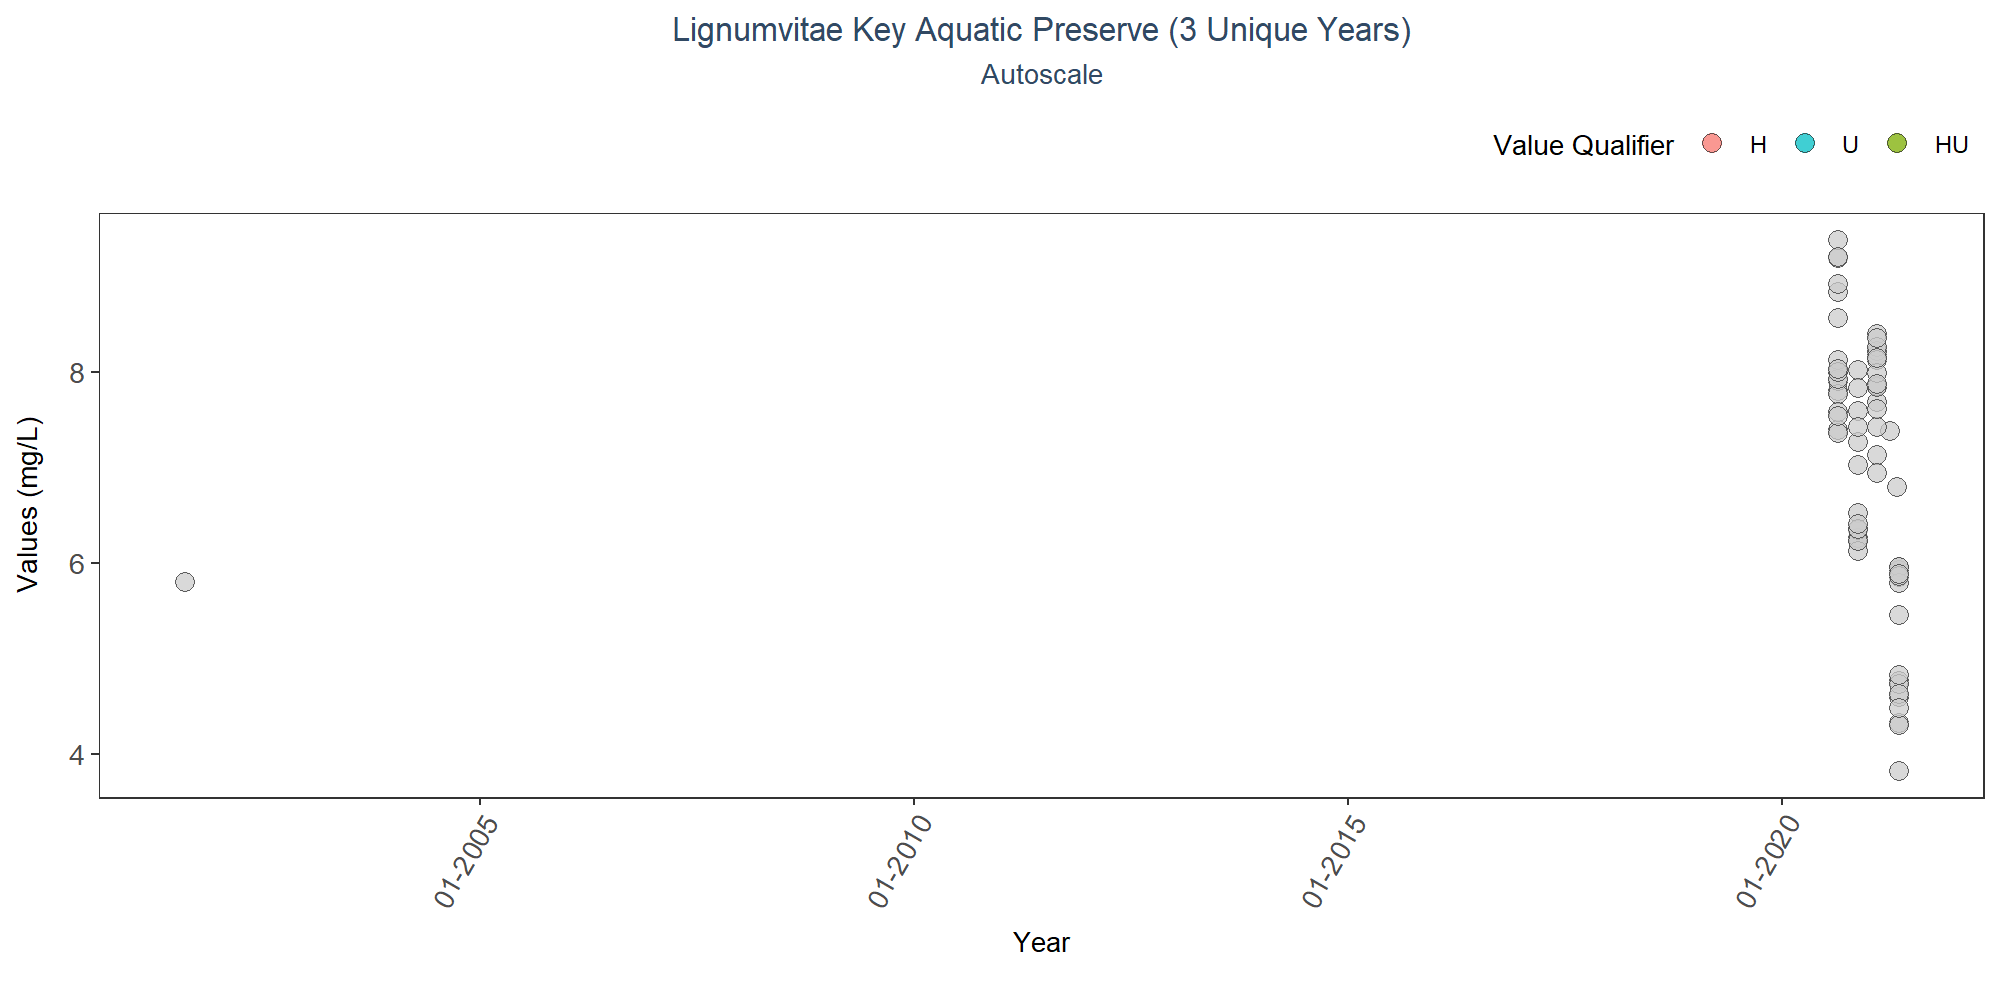 Lignumvitae Key Aquatic Preserve (3 Unique Years)
Autoscale
Value Qualifier H U HU
Values (mg/L)
8
6
4
01-2005 01-2010 01-2015 01-2020
Year